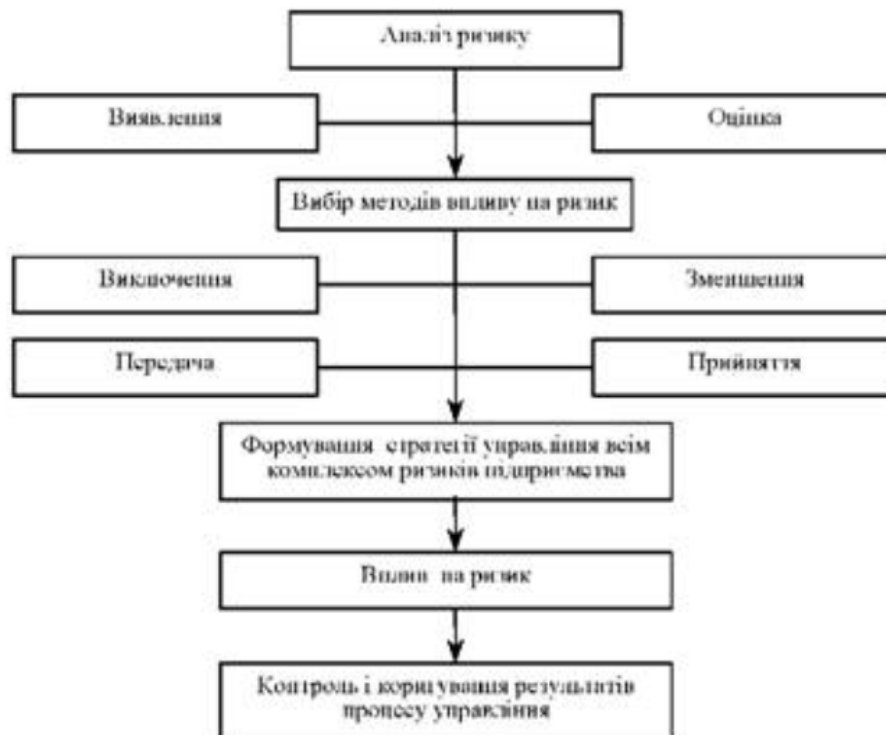 Аналіз ризику
Виявлення
Оцінка
Вибір методів впливу на ризик
Виключення
Зменшення
Передача
Прийняття
Формування стратегії управління всім
комплексом ризиків підприємства
Вплив на ризик
Контроль і коригування результатів
процесу управління